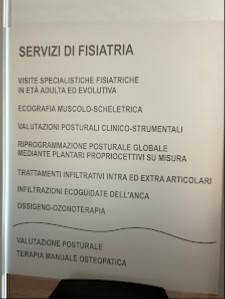 SERVIZI DI FISIATRIA
VISITE SPECIALISTICHE FISIATRICHE
IN ETÀ ADULTA ED EVOLUTIVA
ECOGRAFIA MUSCOLO-SCHELETRICA
VALUTAZIONI POSTURALI CLINICO-STRUMENTALI
RIPROGRAMMAZIONE POSTURALE GLOBALE
MEDIANTE PLANTARI PROPRIOCETTIVI SU MISURA
TRATTAMENTI INFILTRATIVI INTRA ED EXTRA ARTICOLARI
INFILTRAZIONI ECOGUIDATE DELL'ANCA
OSSIGENO-OZONOTERAPIA
VALUTAZIONE POSTURALE
TERAPIA MANUALE OSTEOPATICA